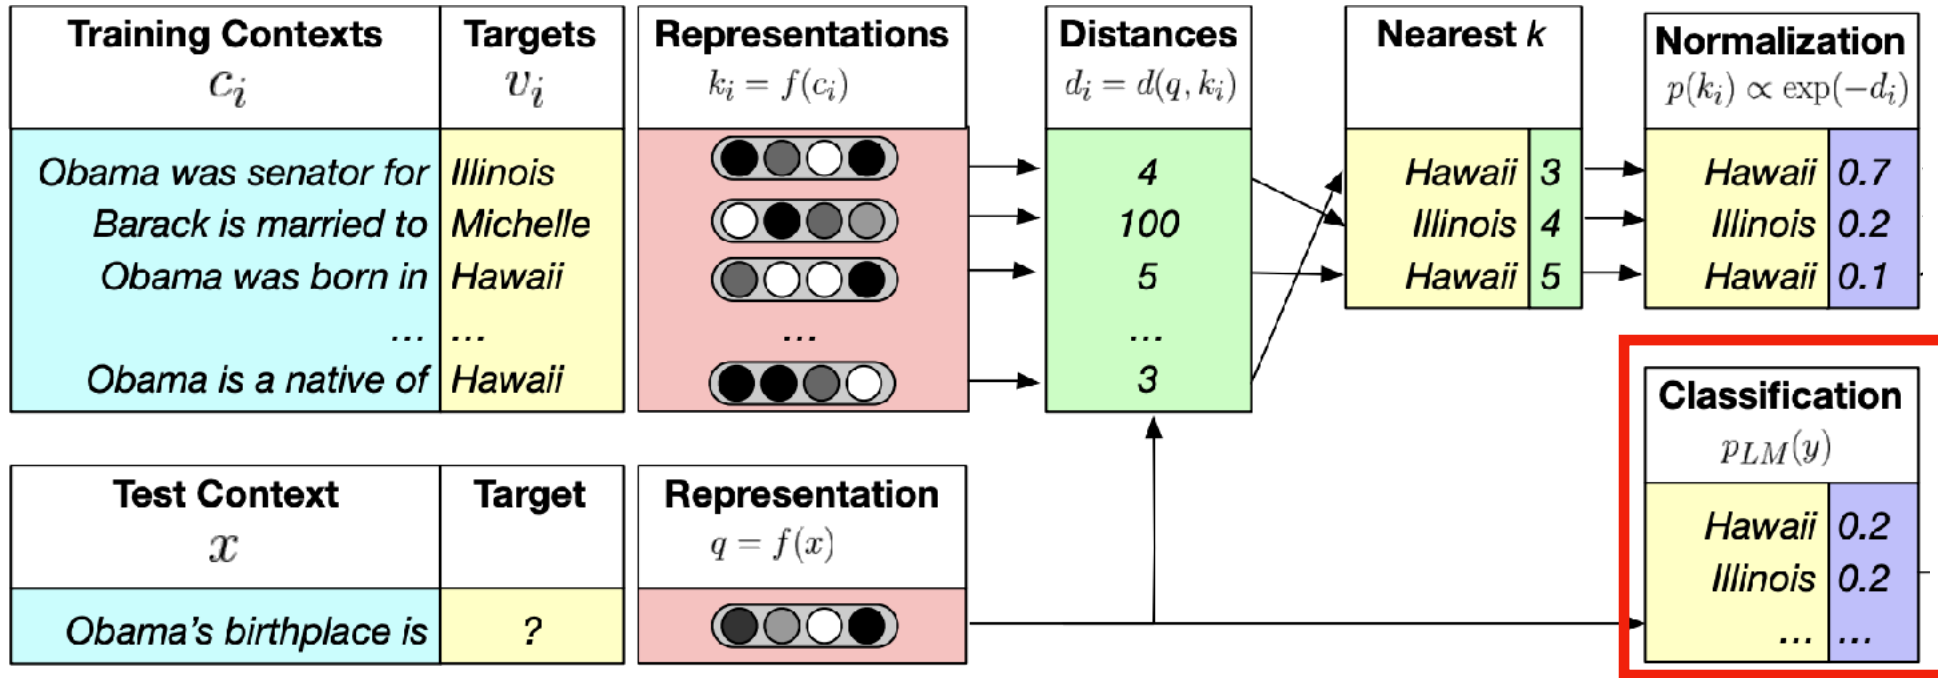 Training Contexts
c_i
Obama was senator for
Barack is married to
Obama was born in
...
Obama is a native of
Targets
v_i
Illinois
Michelle
Hawaii
...
Hawaii
Representations
k_i = f(c_i)
...
Distances
d_i = d(q, k_i)
4
100
5
...
3
Nearest k
Hawaii 3
Illinois 4
Hawaii 5
Normalization
p(k_i) ∝ exp(−d_i)
Hawaii 0.7
Illinois 0.2
Hawaii 0.1
Test Context
x
Obama's birthplace is
Target
?
Representation
q = f(x)
Classification
p_{LM}(y)
Hawaii 0.2
Illinois 0.2
... ...